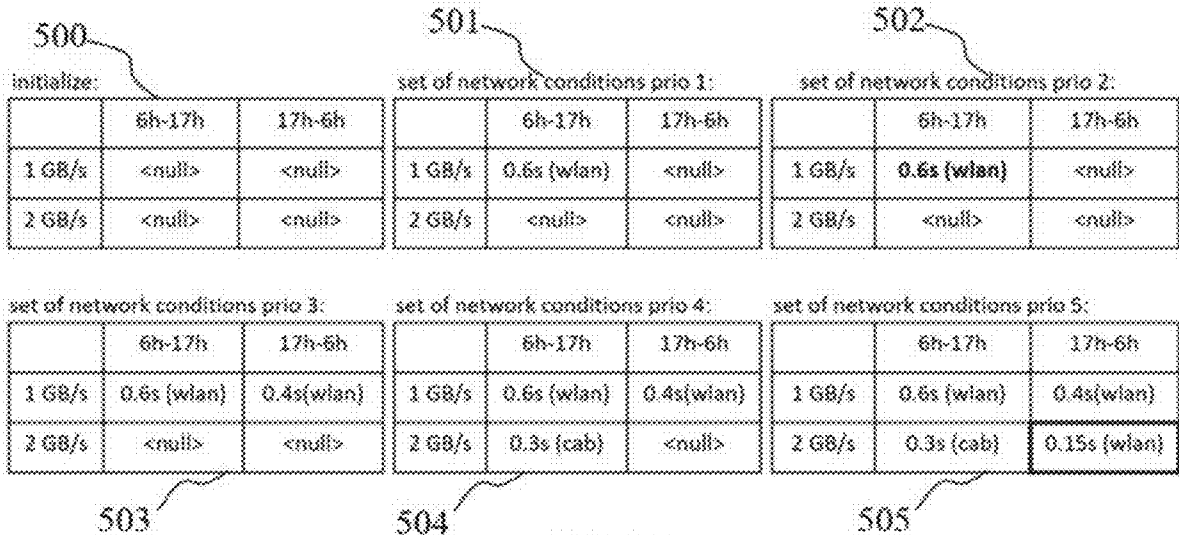 500 501 502
initialize: set of network conditions prio 1: set of network conditions prio 2:
6h-17h 17h-6h 6h-17h 17h-6h 6h-17h 17h-6h
1 GB/s <null> <null> 1 GB/s 0.6s (wlan) <null> 1 GB/s 0.6s (wlan) <null>
2 GB/s <null> <null> 2 GB/s <null> <null> 2 GB/s <null> <null>
set of network conditions prio 3: set of network conditions prio 4: set of network conditions prio 5:
6h-17h 17h-6h 6h-17h 17h-6h 6h-17h 17h-6h
1 GB/s 0.6s (wlan) 0.4s(wlan) 1 GB/s 0.6s (wlan) 0.4s(wlan) 1 GB/s 0.6s (wlan) 0.4s(wlan)
2 GB/s <null> <null> 2 GB/s 0.3s (cab) <null> 2 GB/s 0.3s (cab) 0.15s (wlan)
503 504 505